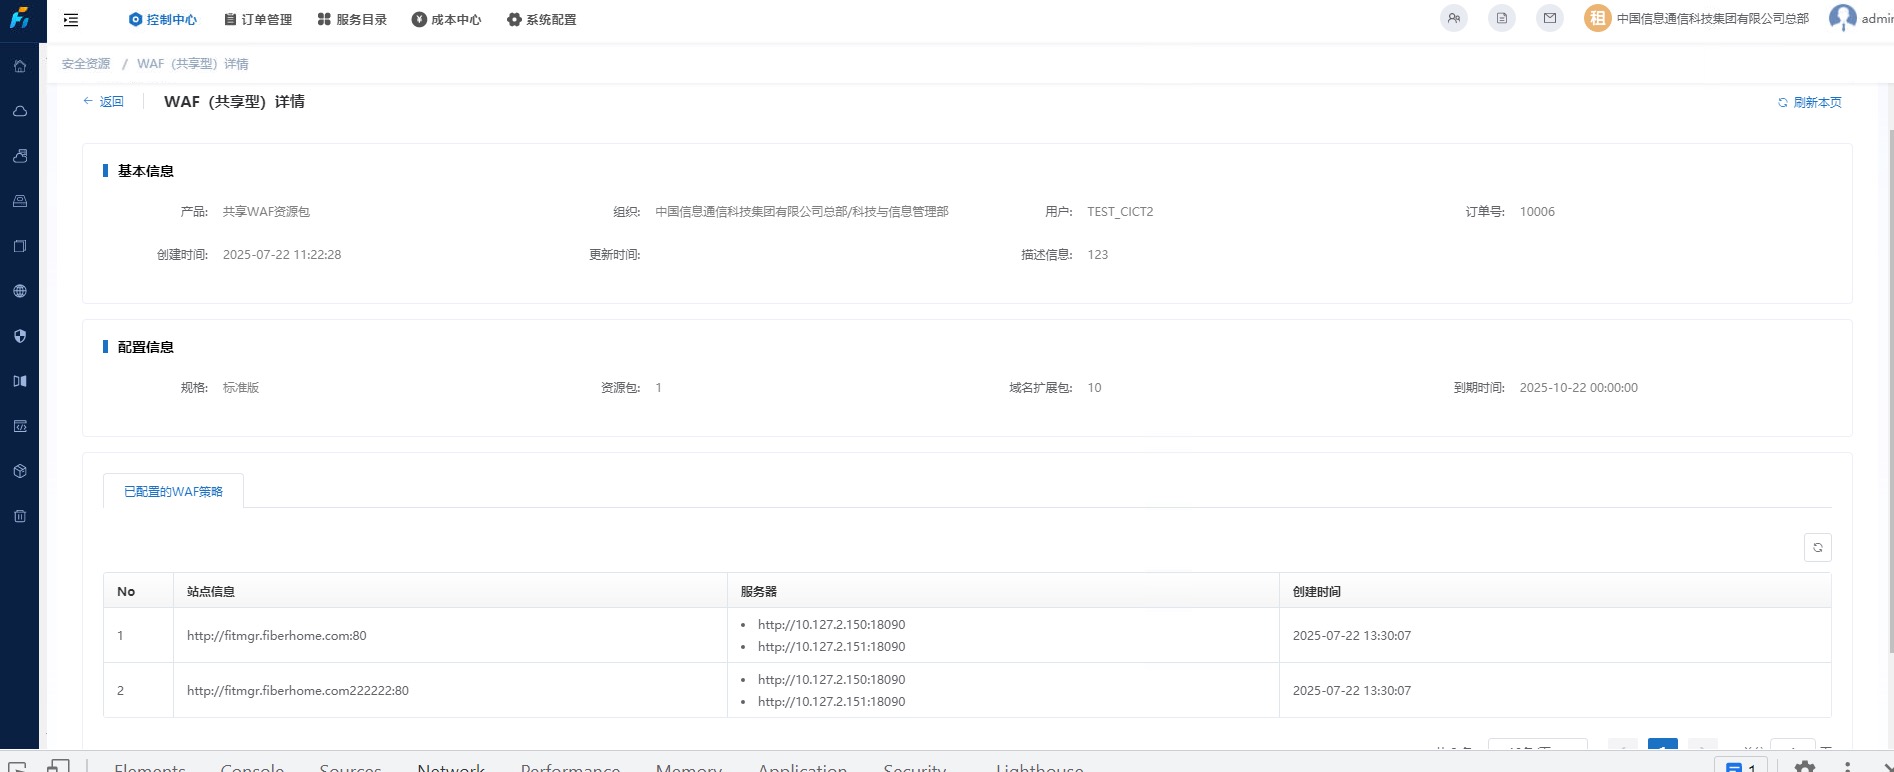 控制中心 订单管理 服务目录 成本中心 系统配置 租 中国信息通信科技集团有限公司总部
安全资源 / WAF（共享型）详情
← 返回 WAF（共享型）详情 刷新本页
基本信息
产品: 共享WAF资源包 组织: 中国信息通信科技集团有限公司总部/科技与信息管理部 用户: TEST_CICT2 订单号: 10006
创建时间: 2025-07-22 11:22:28 更新时间: 描述信息: 123
配置信息
规格: 标准版 资源包: 1 域名扩展包: 10 到期时间: 2025-10-22 00:00:00
已配置的WAF策略
No 站点信息 服务器 创建时间
1 http://fitmgr.fiberhome.com:80 • http://10.127.2.150:18090 2025-07-22 13:30:07
• http://10.127.2.151:18090
2 http://fitmgr.fiberhome.com222222:80 • http://10.127.2.150:18090 2025-07-22 13:30:07
• http://10.127.2.151:18090
Elements Console Sources Network Performance Memory Application Security Lighthouse 1